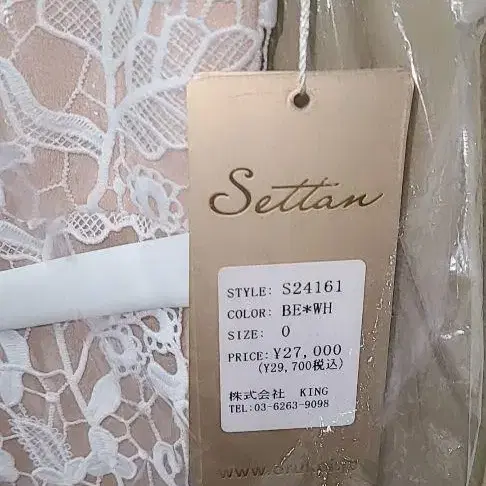 Settan
STYLE: S24161
COLOR: BE*WH
SIZE: 0
PRICE: ¥27,000
(¥29,700税込)
株式会社 KING
TEL:03-6263-9098